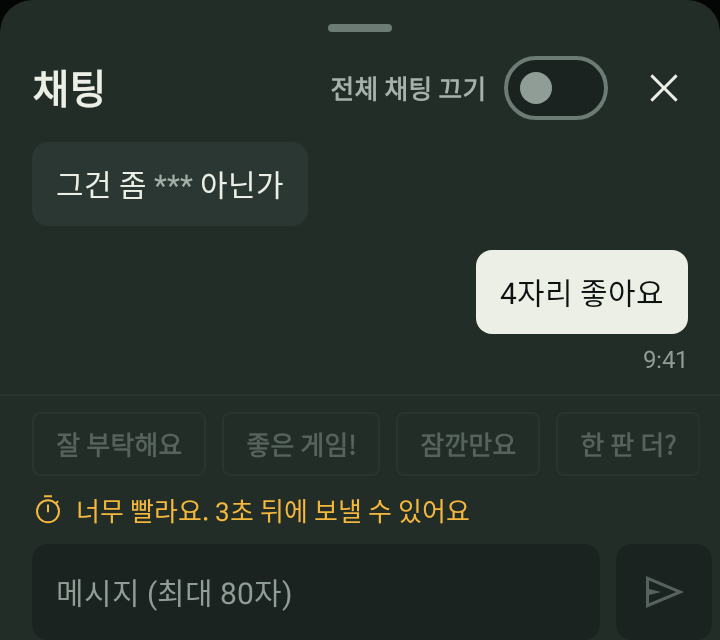 채팅
전체 채팅 끄기
그건 좀 *** 아닌가
4자리 좋아요
9:41
잘 부탁해요
좋은 게임!
잠깐만요
한 판 더?
너무 빨라요. 3초 뒤에 보낼 수 있어요
메시지 (최대 80자)